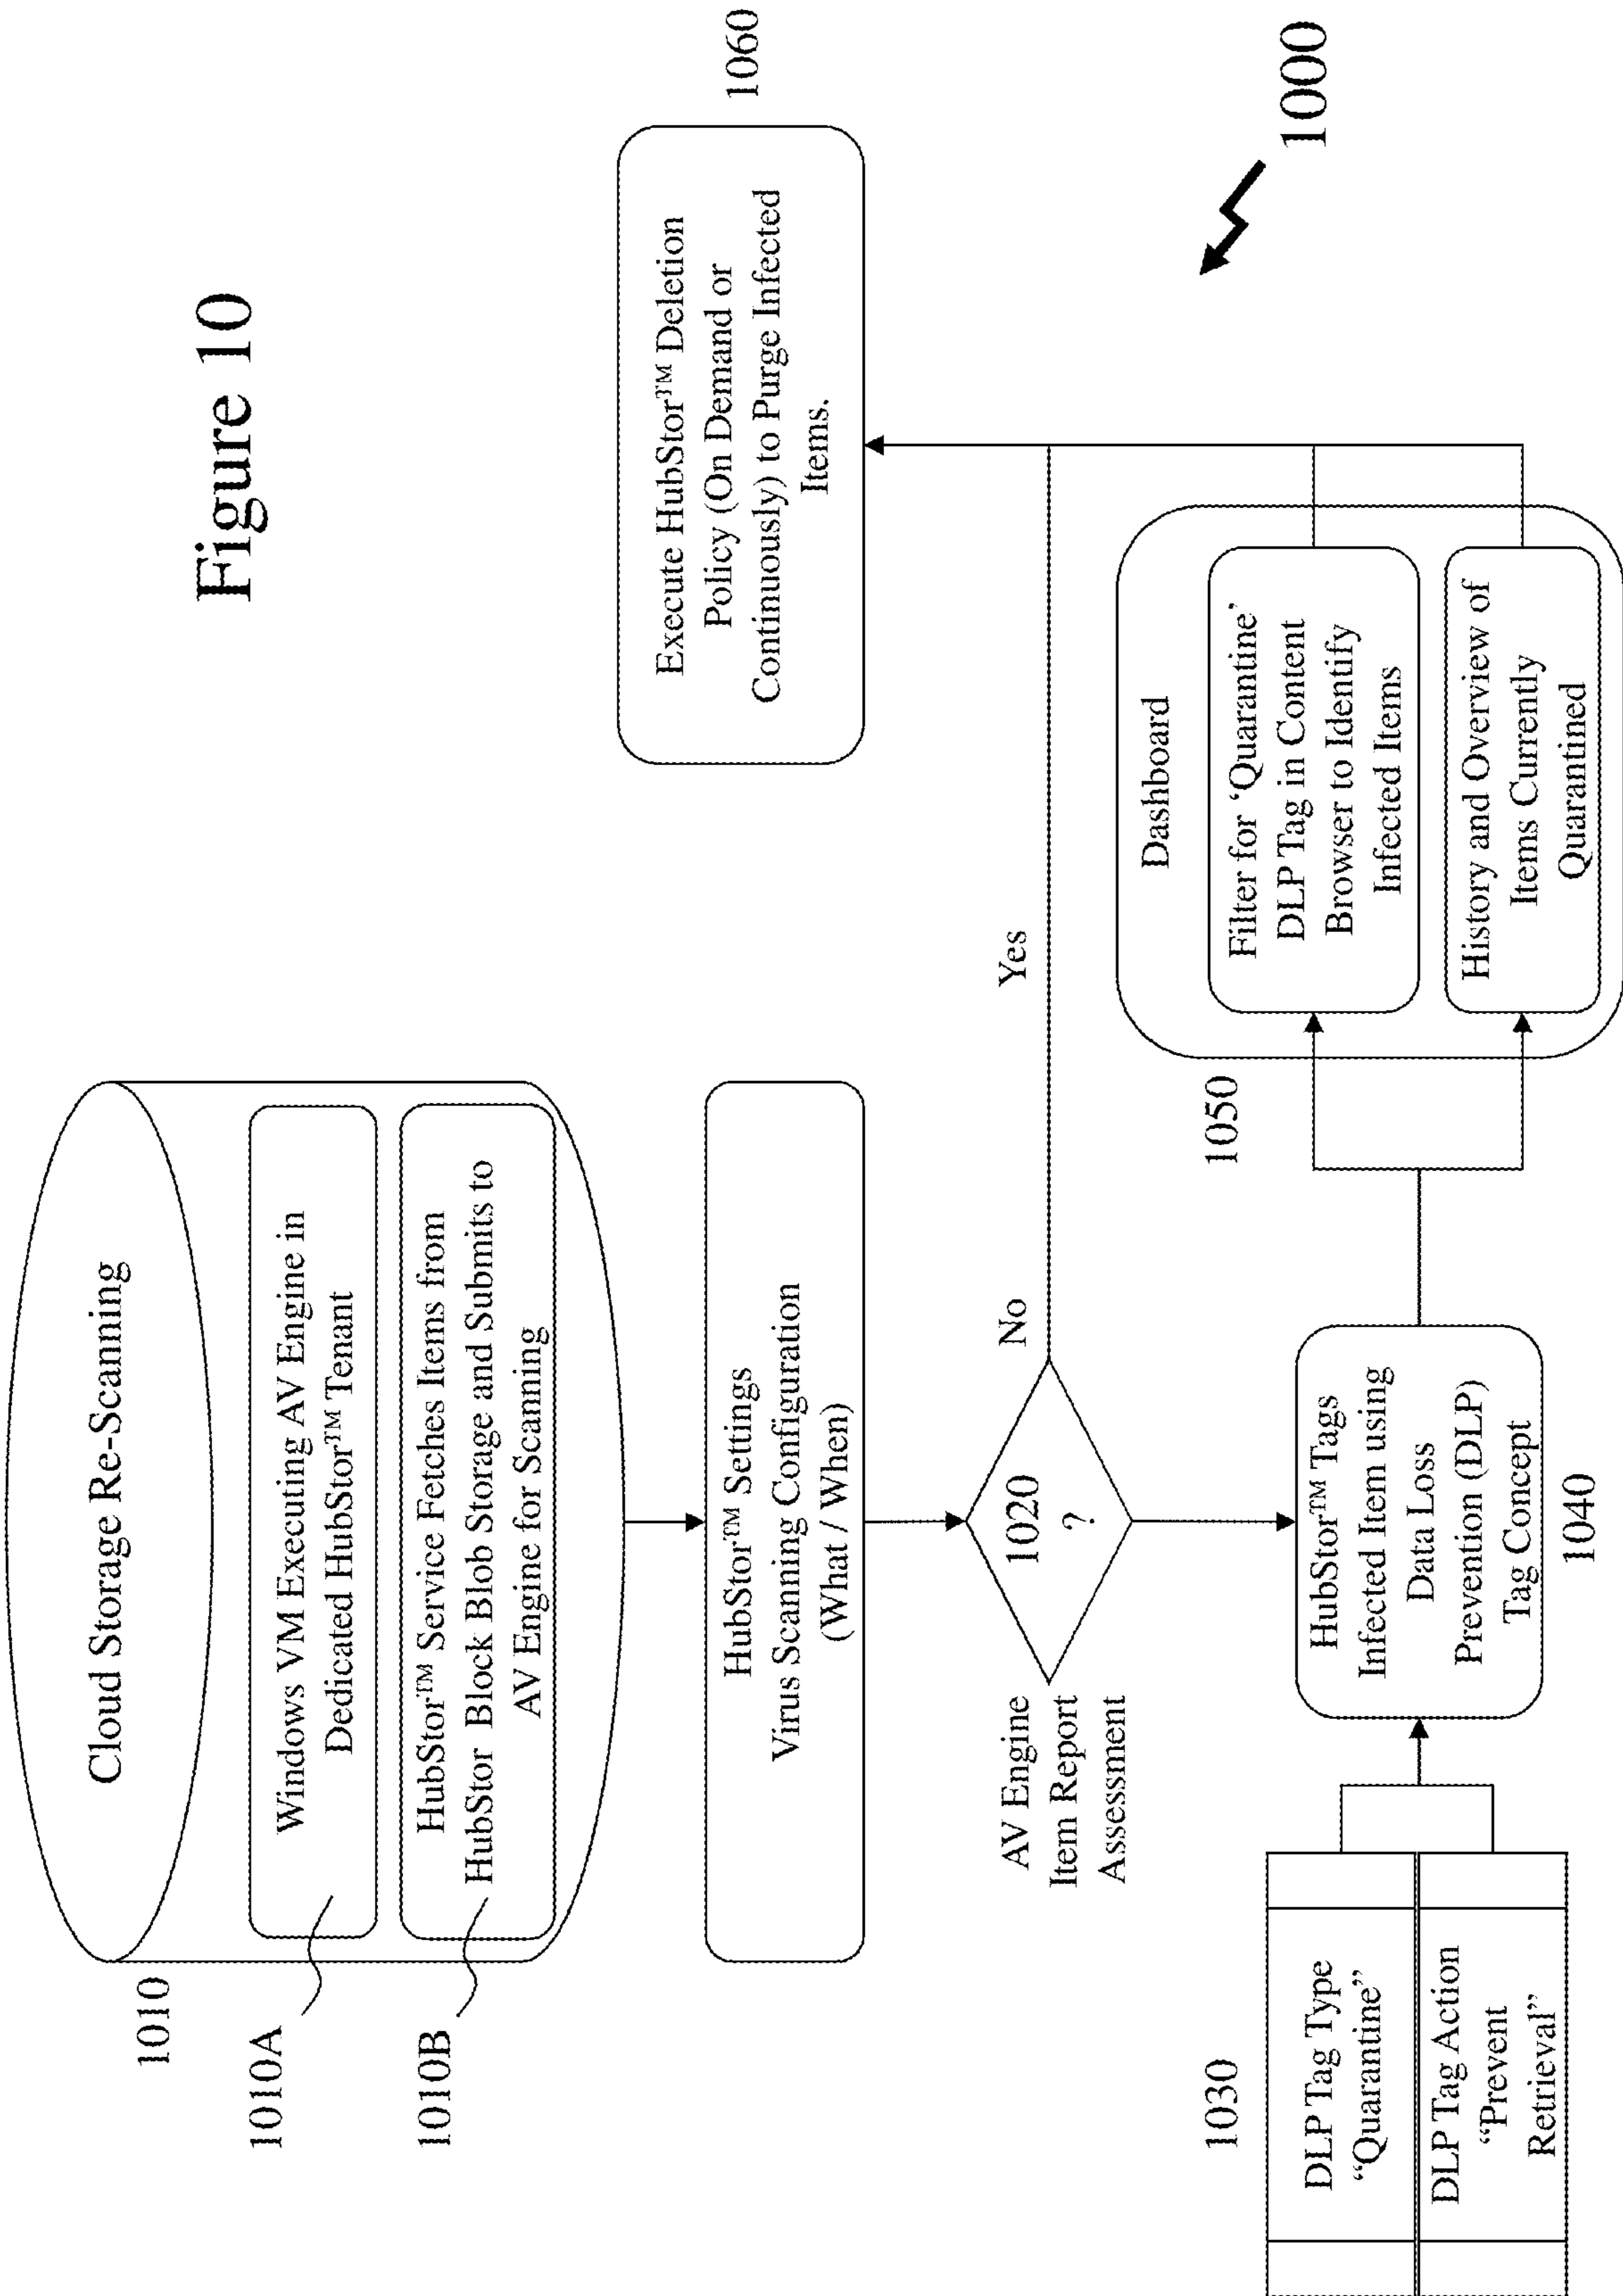 Figure 10
1010
Cloud Storage Re-Scanning
1010A
Windows VM Executing AV Engine in
Dedicated HubStor™ Tenant
1010B
HubStor™ Service Fetches Items from
HubStor Block Blob Storage and Submits to
AV Engine for Scanning
HubStor™ Settings
Virus Scanning Configuration
(What / When)
Execute HubStor™ Deletion
Policy (On Demand or
Continuously) to Purge Infected
Items.
1060
AV Engine
Item Report
Assessment
1020
?
No
Yes
1030
DLP Tag Type
“Quarantine”
DLP Tag Action
“Prevent
Retrieval”
HubStor™ Tags
Infected Item using
Data Loss
Prevention (DLP)
Tag Concept
1040
1050
Dashboard
Filter for ‘Quarantine’
DLP Tag in Content
Browser to Identify
Infected Items
History and Overview of
Items Currently
Quarantined
1000